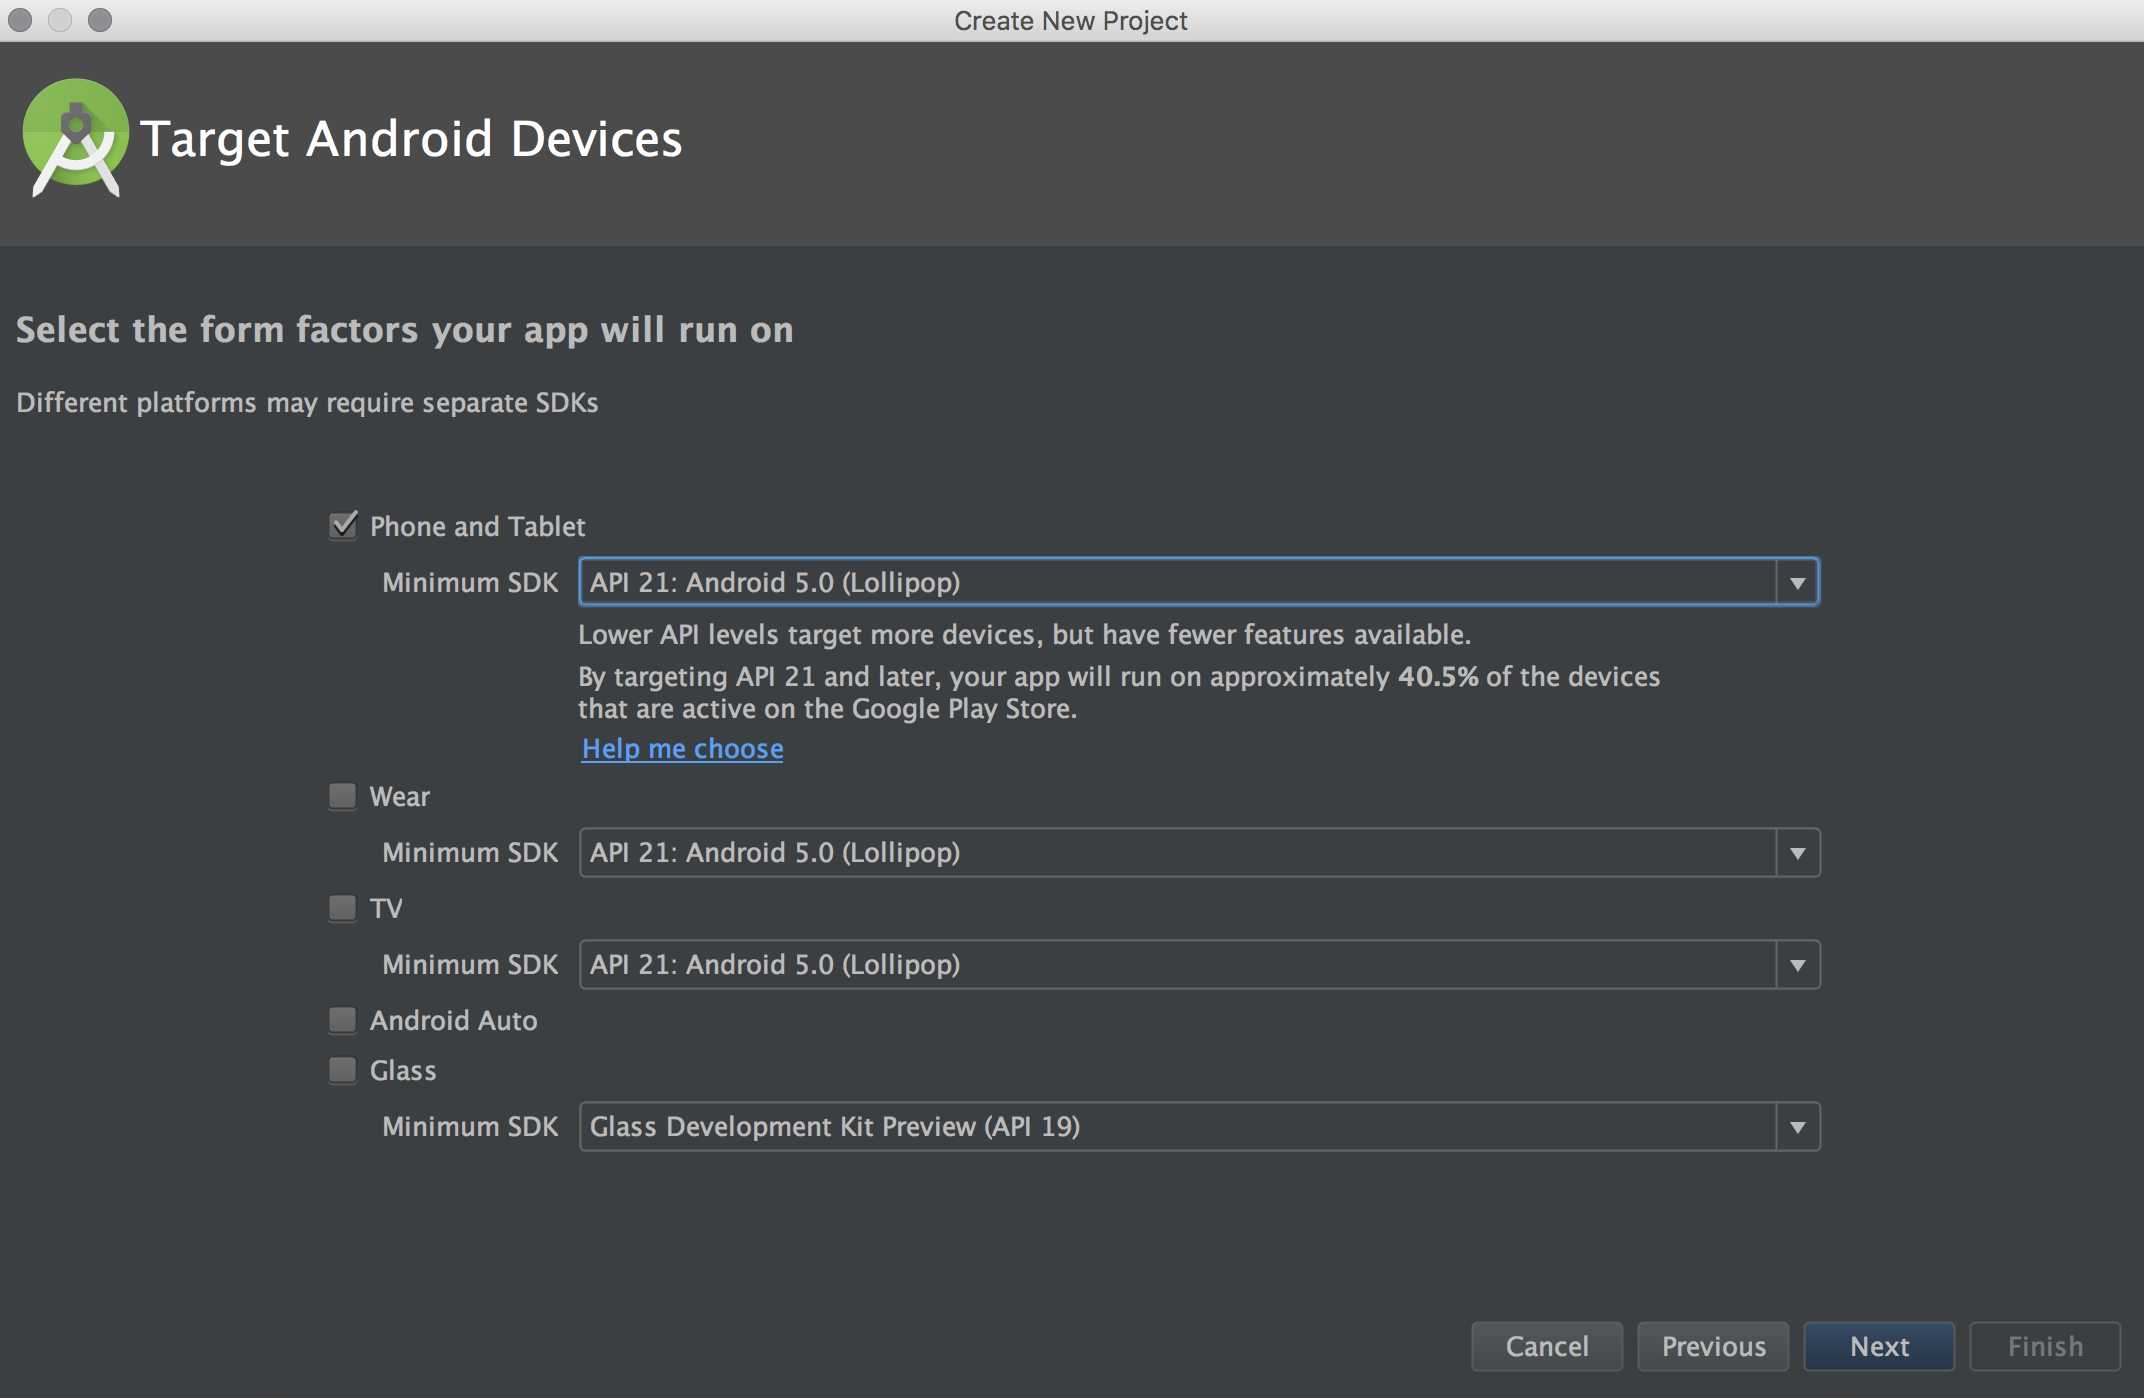 Create New Project
Target Android Devices
Select the form factors your app will run on
Different platforms may require separate SDKs
Phone and Tablet
Minimum SDK API 21: Android 5.0 (Lollipop)
Lower API levels target more devices, but have fewer features available.
By targeting API 21 and later, your app will run on approximately 40.5% of the devices
that are active on the Google Play Store.
Help me choose
Wear
Minimum SDK API 21: Android 5.0 (Lollipop)
TV
Minimum SDK API 21: Android 5.0 (Lollipop)
Android Auto
Glass
Minimum SDK Glass Development Kit Preview (API 19)
Cancel Previous Next Finish